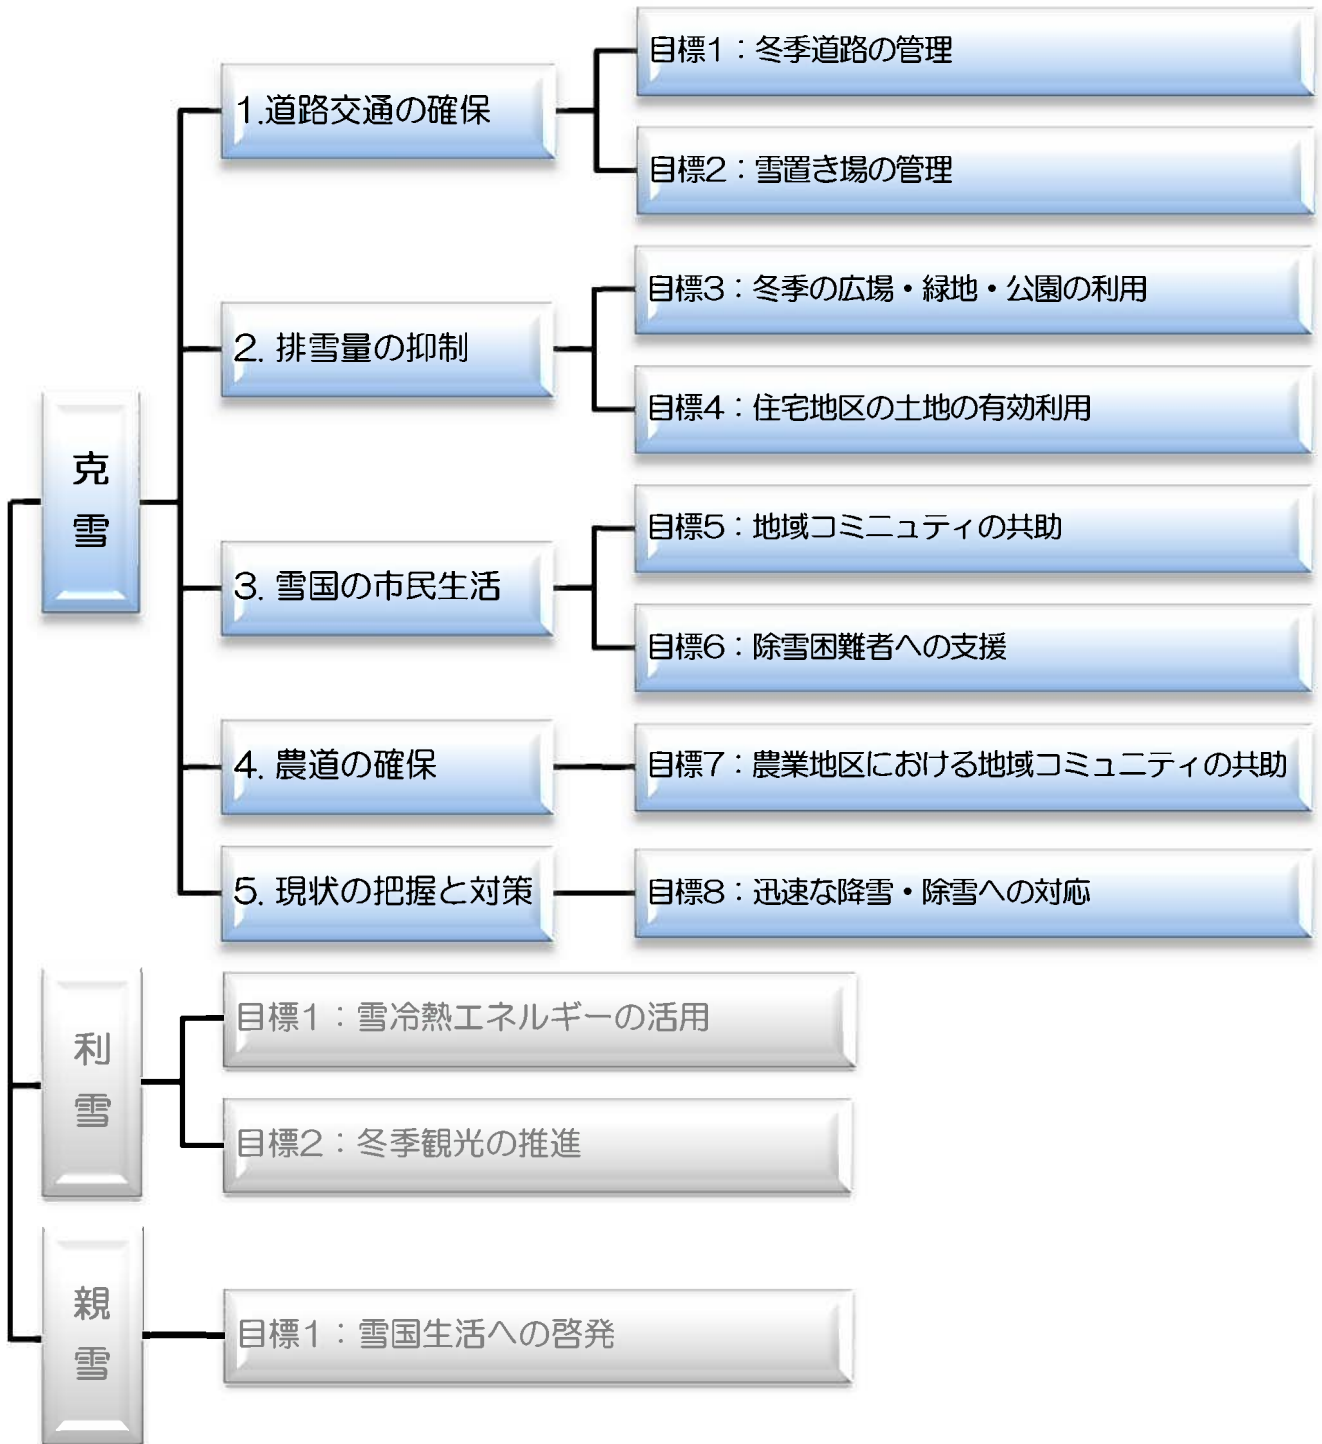 克雪
1.道路交通の確保
目標1：冬季道路の管理
目標2：雪置き場の管理
2. 排雪量の抑制
目標3：冬季の広場・緑地・公園の利用
目標4：住宅地区の土地の有効利用
3. 雪国の市民生活
目標5：地域コミニュティの共助
目標6：除雪困難者への支援
4. 農道の確保
目標7：農業地区における地域コミュニティの共助
5. 現状の把握と対策
目標8：迅速な降雪・除雪への対応
利雪
目標1：雪冷熱エネルギーの活用
目標2：冬季観光の推進
親雪
目標1：雪国生活への啓発